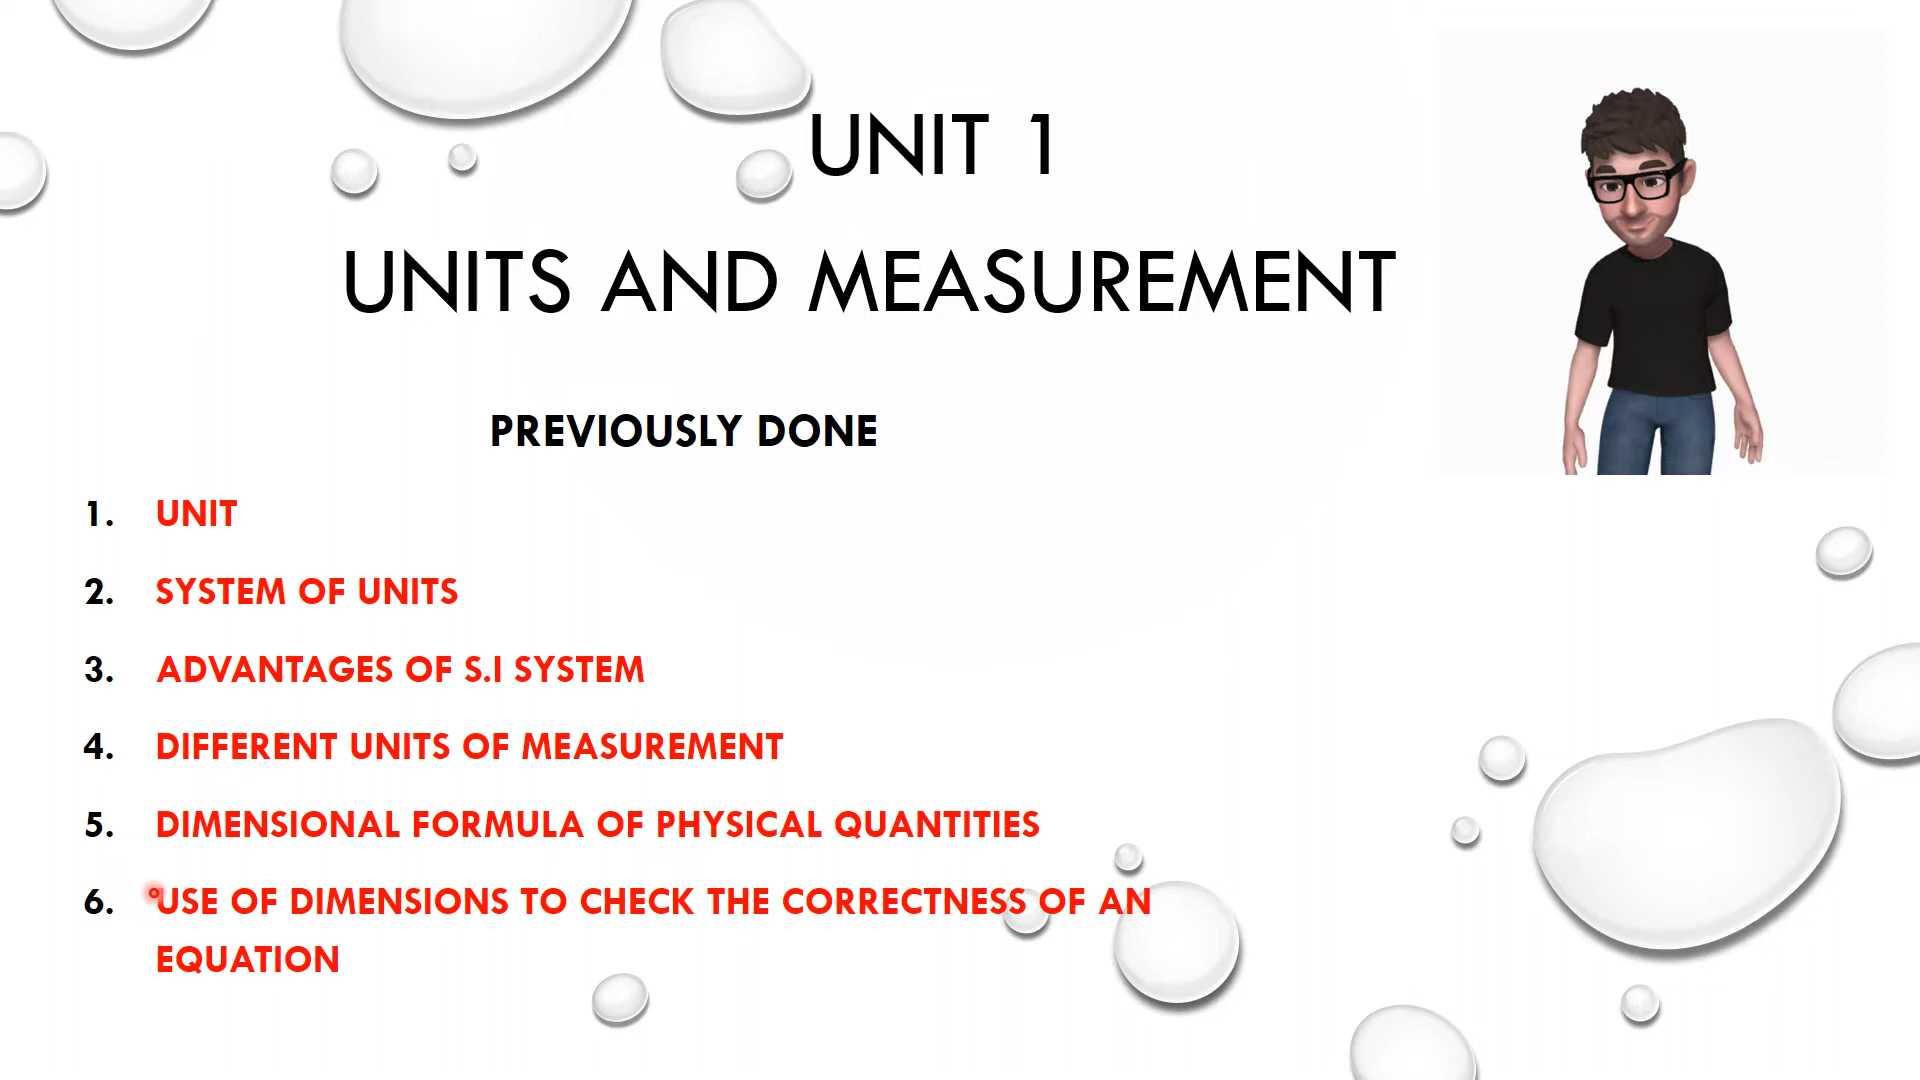 UNIT 1
UNITS AND MEASUREMENT
PREVIOUSLY DONE
1. UNIT
2. SYSTEM OF UNITS
3. ADVANTAGES OF S.I SYSTEM
4. DIFFERENT UNITS OF MEASUREMENT
5. DIMENSIONAL FORMULA OF PHYSICAL QUANTITIES
6. USE OF DIMENSIONS TO CHECK THE CORRECTNESS OF AN
EQUATION